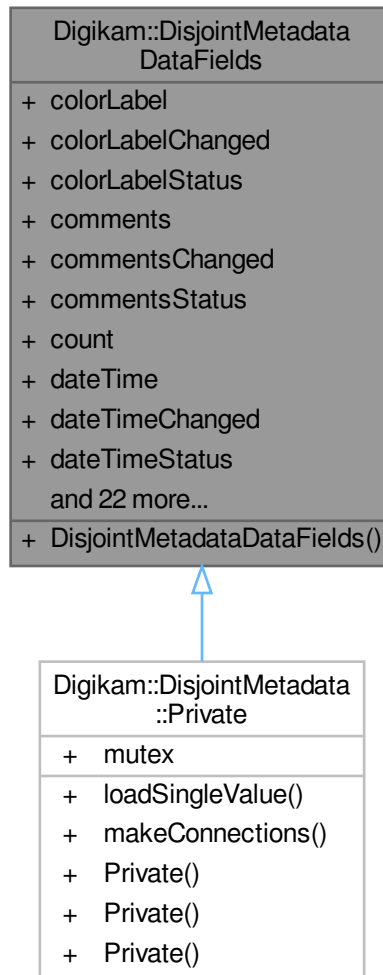 Digikam::DisjointMetadata
DataFields
+ colorLabel
+ colorLabelChanged
+ colorLabelStatus
+ comments
+ commentsChanged
+ commentsStatus
+ count
+ dateTime
+ dateTimeChanged
+ dateTimeStatus
and 22 more...
+ DisjointMetadataDataFields()
Digikam::DisjointMetadata
::Private
+ mutex
+ loadSingleValue()
+ makeConnections()
+ Private()
+ Private()
+ Private()